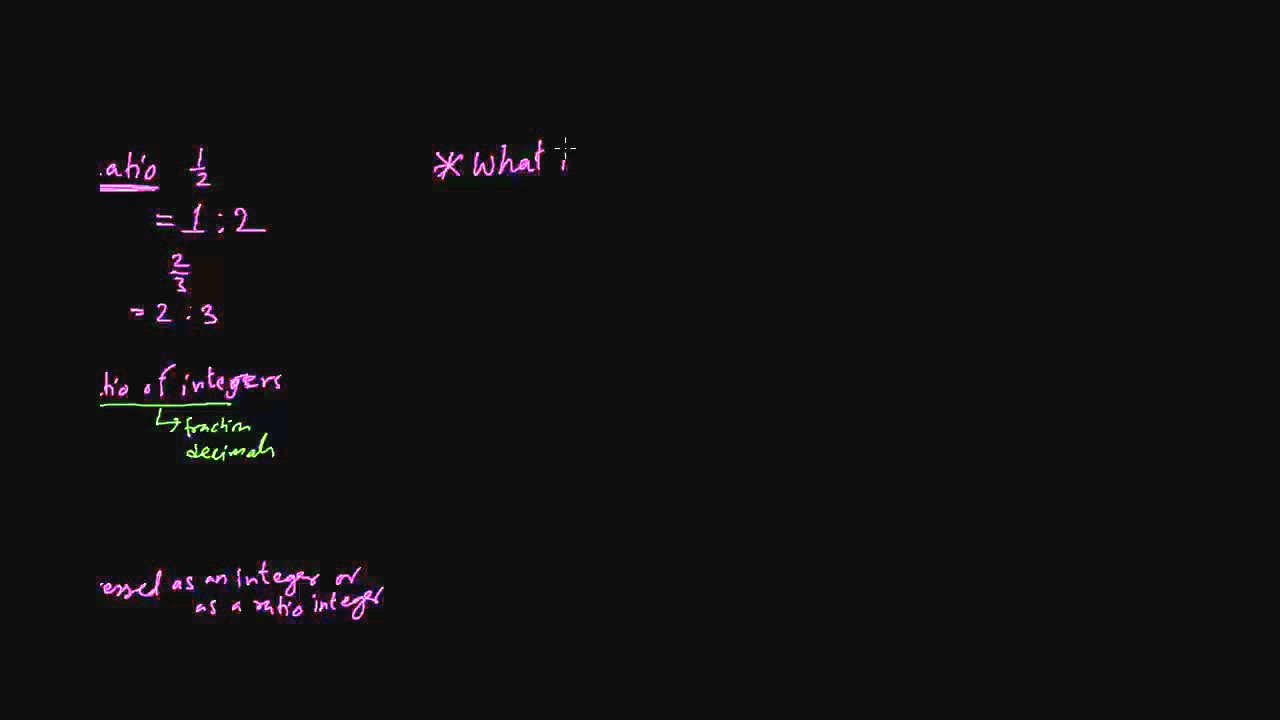 .atio 1/2
= 1 : 2
2/3
= 2 : 3
.tio of integers
fraction
decimals
.essed as an integer or
as a ratio integer
* What i